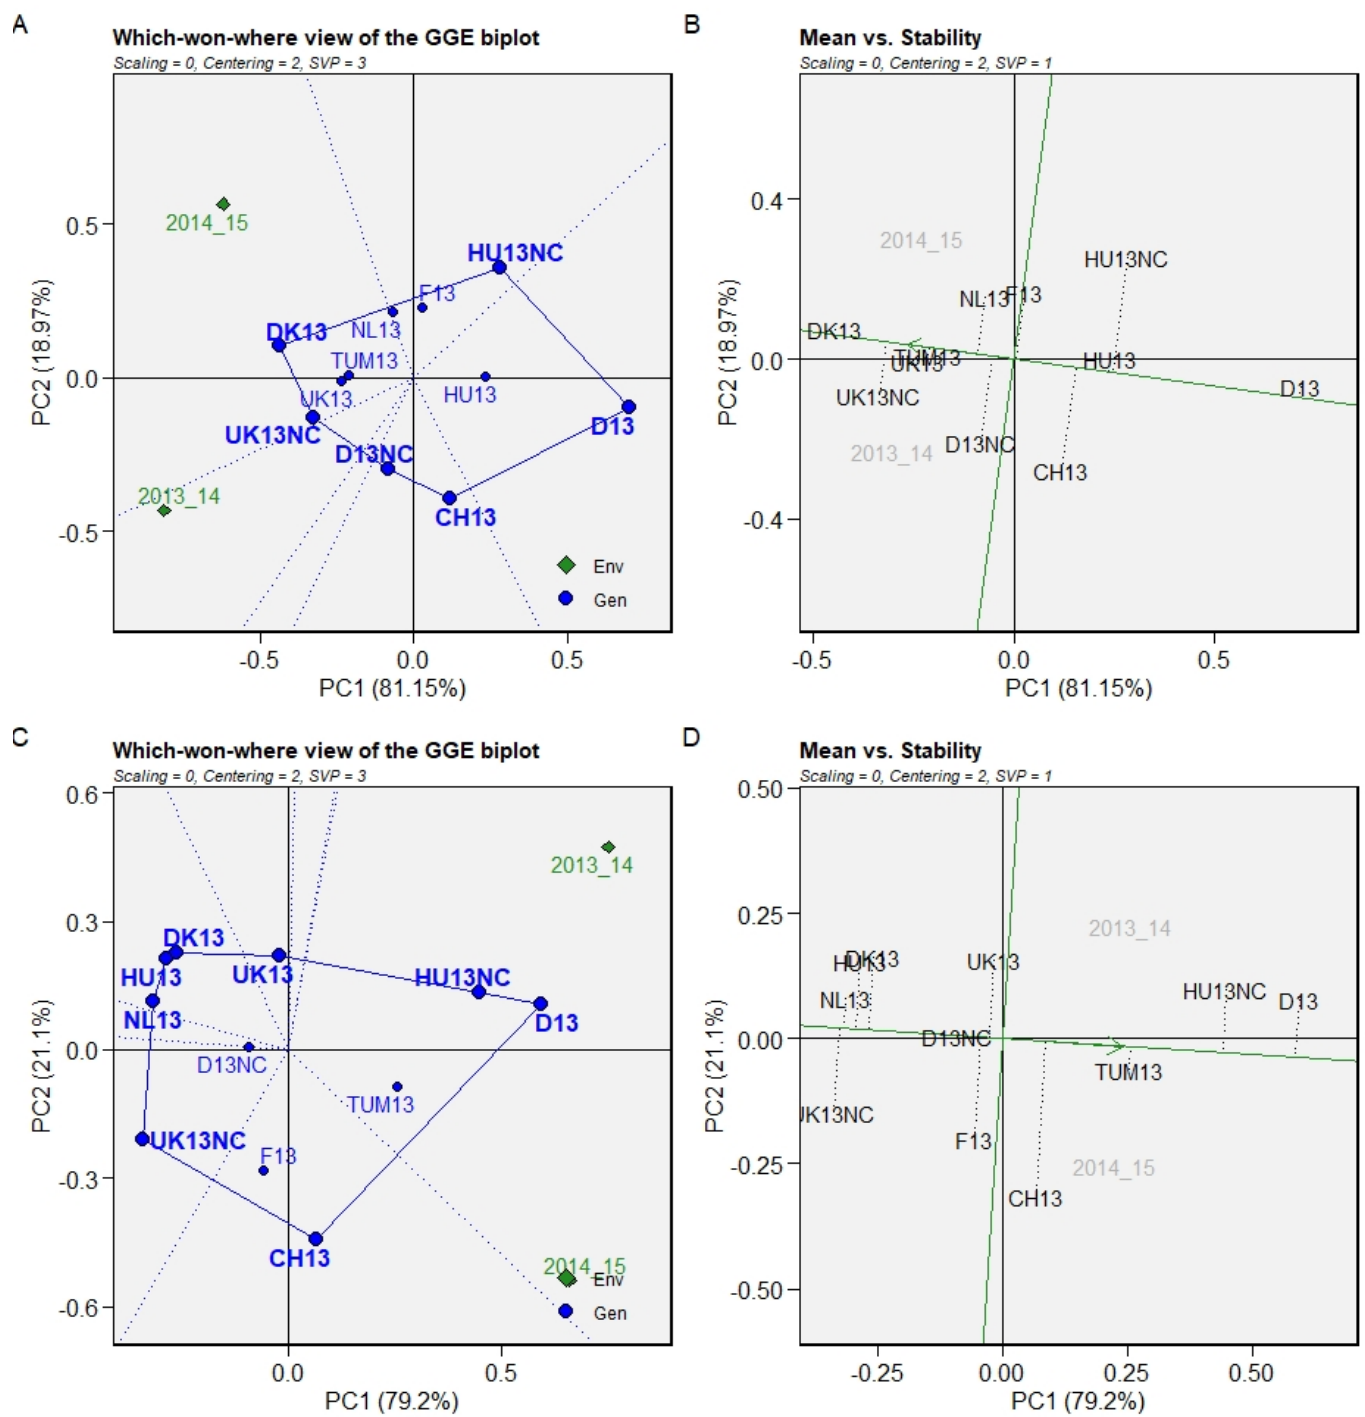 A
Which-won-where view of the GGE biplot
Scaling = 0, Centering = 2, SVP = 3
2014_15
HU13NC
F13
NL13
DK13
TUM13
UK13
HU13
UK13NC
D13
D13NC
2013_14
CH13
Env
Gen
0.5
0.0
-0.5
PC2 (18.97%)
-0.5
0.0
0.5
PC1 (81.15%)
B
Mean vs. Stability
Scaling = 0, Centering = 2, SVP = 1
2014_15
HU13NC
NL13
F13
DK13
TUM13
UK13
HU13
UK13NC
D13
D13NC
2013_14
CH13
0.4
0.0
-0.4
PC2 (18.97%)
-0.5
0.0
0.5
PC1 (81.15%)
C
Which-won-where view of the GGE biplot
Scaling = 0, Centering = 2, SVP = 3
2013_14
DK13
HU13
UK13
HU13NC
NL13
D13
D13NC
TUM13
UK13NC
F13
CH13
2014_15
Env
Gen
0.6
0.3
0.0
-0.3
-0.6
PC2 (21.1%)
0.0
0.5
PC1 (79.2%)
D
Mean vs. Stability
Scaling = 0, Centering = 2, SVP = 1
2013_14
HU13
DK13
UK13
NL13
HU13NC
D13
D13NC
TUM13
UK13NC
F13
2014_15
CH13
0.50
0.25
0.00
-0.25
-0.50
PC2 (21.1%)
-0.25
0.00
0.25
0.50
PC1 (79.2%)